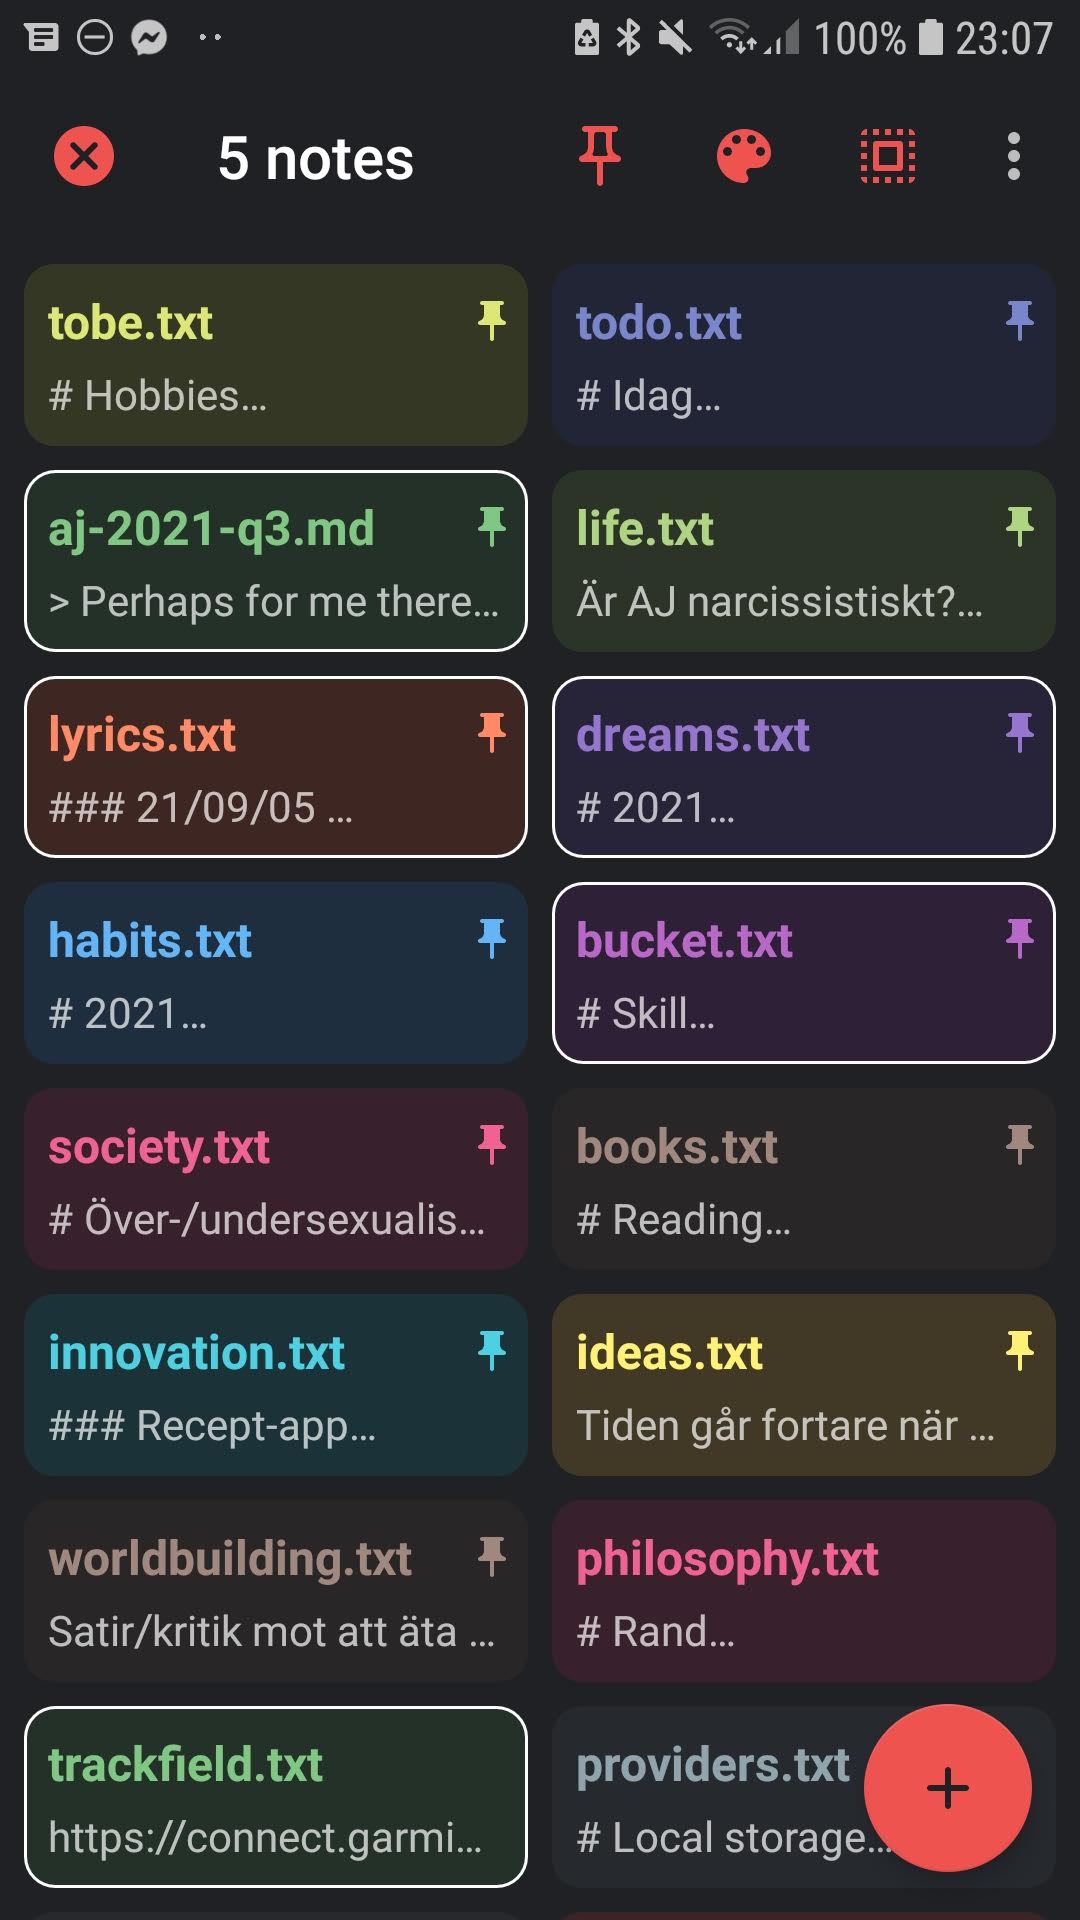 100% 23:07
5 notes
tobe.txt
# Hobbies...
todo.txt
# Idag...
aj-2021-q3.md
> Perhaps for me there...
life.txt
Är AJ narcissistiskt?...
lyrics.txt
### 21/09/05 ...
dreams.txt
# 2021...
habits.txt
# 2021...
bucket.txt
# Skill...
society.txt
# Över-/undersexualis...
books.txt
# Reading...
innovation.txt
### Recept-app...
ideas.txt
Tiden går fortare när ...
worldbuilding.txt
Satir/kritik mot att äta ...
philosophy.txt
# Rand...
trackfield.txt
https://connect.garmi...
providers.txt
# Local storage...